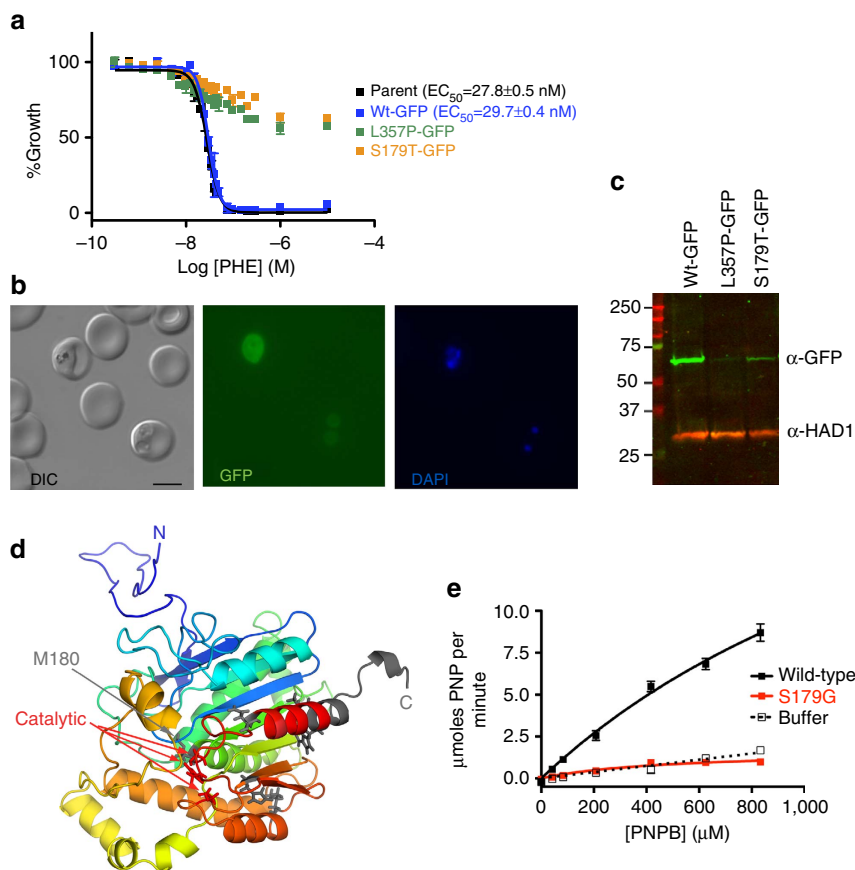 a
100
50
0
%Growth
−10
−8
−6
−4
Log [PHE] (M)
Parent (EC50=27.8±0.5 nM)
Wt-GFP (EC50=29.7±0.4 nM)
L357P-GFP
S179T-GFP
b
DIC
GFP
DAPI
c
Wt-GFP
L357P-GFP
S179T-GFP
250
75
50
37
25
α-GFP
α-HAD1
d
N
M180
Catalytic
C
e
10.0
7.5
5.0
2.5
0.0
μmoles PNP per
minute
0
200
400
600
800
1,000
[PNPB] (μM)
Wild-type
S179G
Buffer